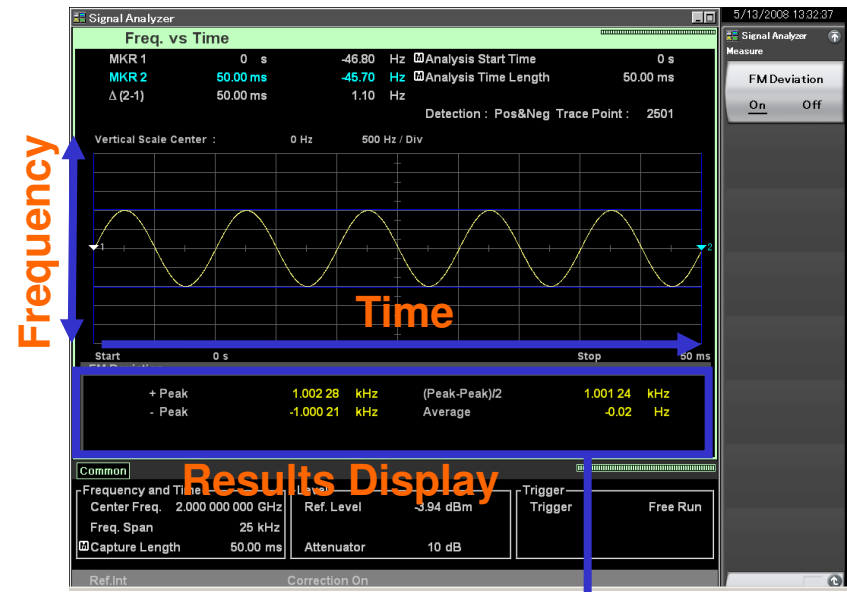 Signal Analyzer
5/13/2008 13:32:37
Freq. vs Time
MKR 1 0 s -46.80 Hz M Analysis Start Time 0 s
MKR 2 50.00 ms -45.70 Hz M Analysis Time Length 50.00 ms
Δ (2-1) 50.00 ms 1.10 Hz
Detection : Pos&Neg Trace Point : 2501
Vertical Scale Center : 0 Hz 500 Hz / Div
1
2
Frequency
Time
Start 0 s Stop 50 ms
FM Deviation
+ Peak 1.002 28 kHz (Peak-Peak)/2 1.001 24 kHz
- Peak -1.000 21 kHz Average -0.02 Hz
Results Display
Common
Frequency and Time
Center Freq. 2.000 000 000 GHz
Freq. Span 25 kHz
M Capture Length 50.00 ms
Level
Ref. Level -3.94 dBm
Attenuator 10 dB
Trigger
Trigger Free Run
Ref.Int Correction On
Signal Analyzer
Measure
FM Deviation
On Off